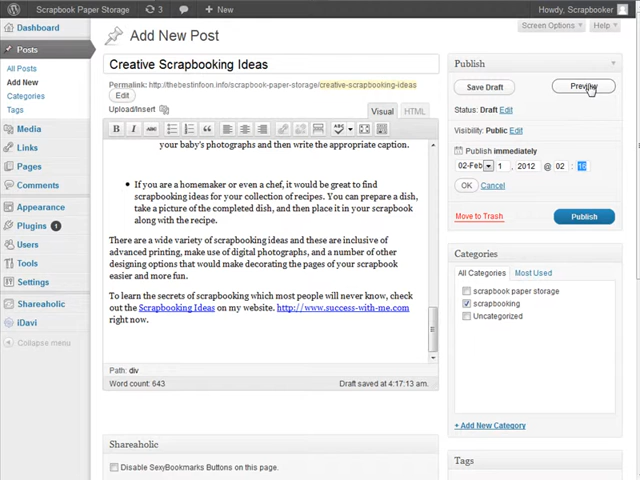 Scrapbook Paper Storage 3 + New Howdy, Scrapbooker
Screen Options Help
Dashboard
Posts
All Posts
Add New
Categories
Tags
Media
Links
Pages
Comments
Appearance
Plugins 1
Users
Tools
Settings
Shareaholic
iDavi
Collapse menu
Add New Post
Creative Scrapbooking Ideas
Permalink: http://thebestinfoon.info/scrapbook-paper-storage/creative-scrapbooking-ideas
Edit
Upload/Insert
Visual HTML
B I ABC
your baby's photographs and then write the appropriate caption.
• If you are a homemaker or even a chef, it would be great to find
scrapbooking ideas for your collection of recipes. You can prepare a dish,
take a picture of the completed dish, and then place it in your scrapbook
along with the recipe.
There are a wide variety of scrapbooking ideas and these are inclusive of
advanced printing, make use of digital photographs, and a number of other
designing options that would make decorating the pages of your scrapbook
easier and more fun.
To learn the secrets of scrapbooking which most people will never know, check
out the Scrapbooking Ideas on my website. http://www.success-with-me.com
right now.
Path: div
Word count: 643 Draft saved at 4:17:13 am.
Shareaholic
Disable SexyBookmarks Buttons on this page.
Publish
Save Draft Preview
Status: Draft Edit
Visibility: Public Edit
Publish immediately
02-Feb 1 , 2012 @ 02 :
OK Cancel
Move to Trash Publish
Categories
All Categories Most Used
scrapbook paper storage
scrapbooking
Uncategorized
+ Add New Category
Tags